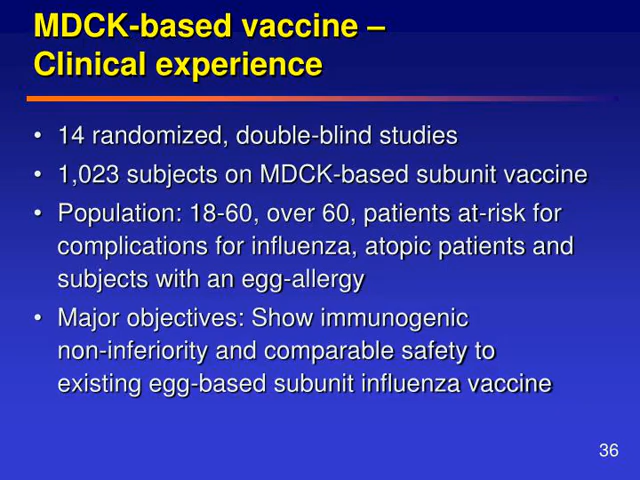 MDCK-based vaccine –
Clinical experience
• 14 randomized, double-blind studies
• 1,023 subjects on MDCK-based subunit vaccine
• Population: 18-60, over 60, patients at-risk for
complications for influenza, atopic patients and
subjects with an egg-allergy
• Major objectives: Show immunogenic
non-inferiority and comparable safety to
existing egg-based subunit influenza vaccine
36